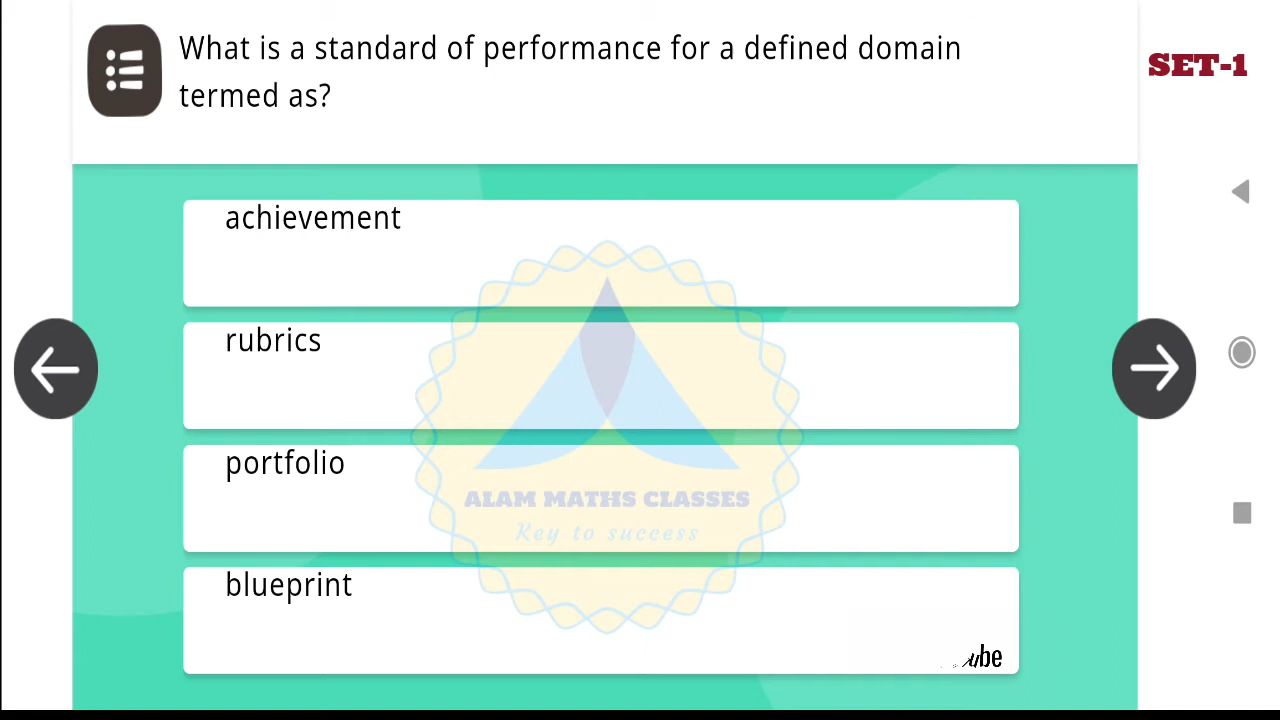 What is a standard of performance for a defined domain
termed as?
SET-1
achievement
rubrics
portfolio
ALAM MATHS CLASSES
Key to success
blueprint